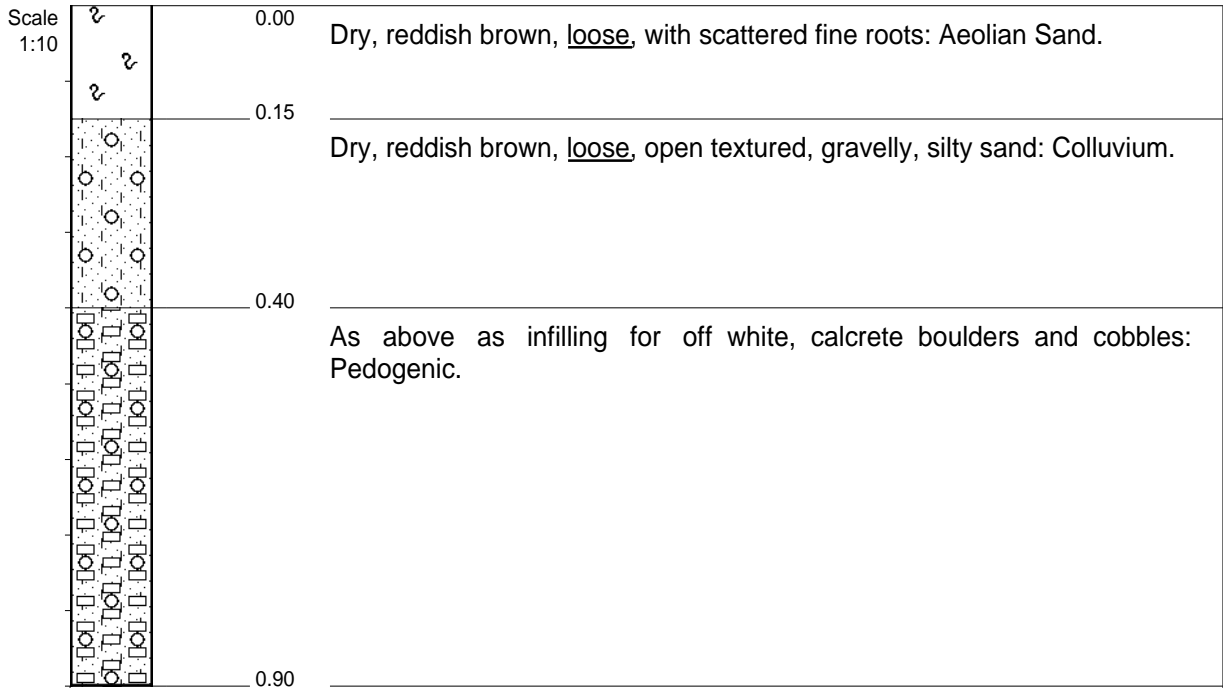 Scale
1:10
0.00
Dry, reddish brown, loose, with scattered fine roots: Aeolian Sand.
0.15
Dry, reddish brown, loose, open textured, gravelly, silty sand: Colluvium.
0.40
As above as infilling for off white, calcrete boulders and cobbles:
Pedogenic.
0.90